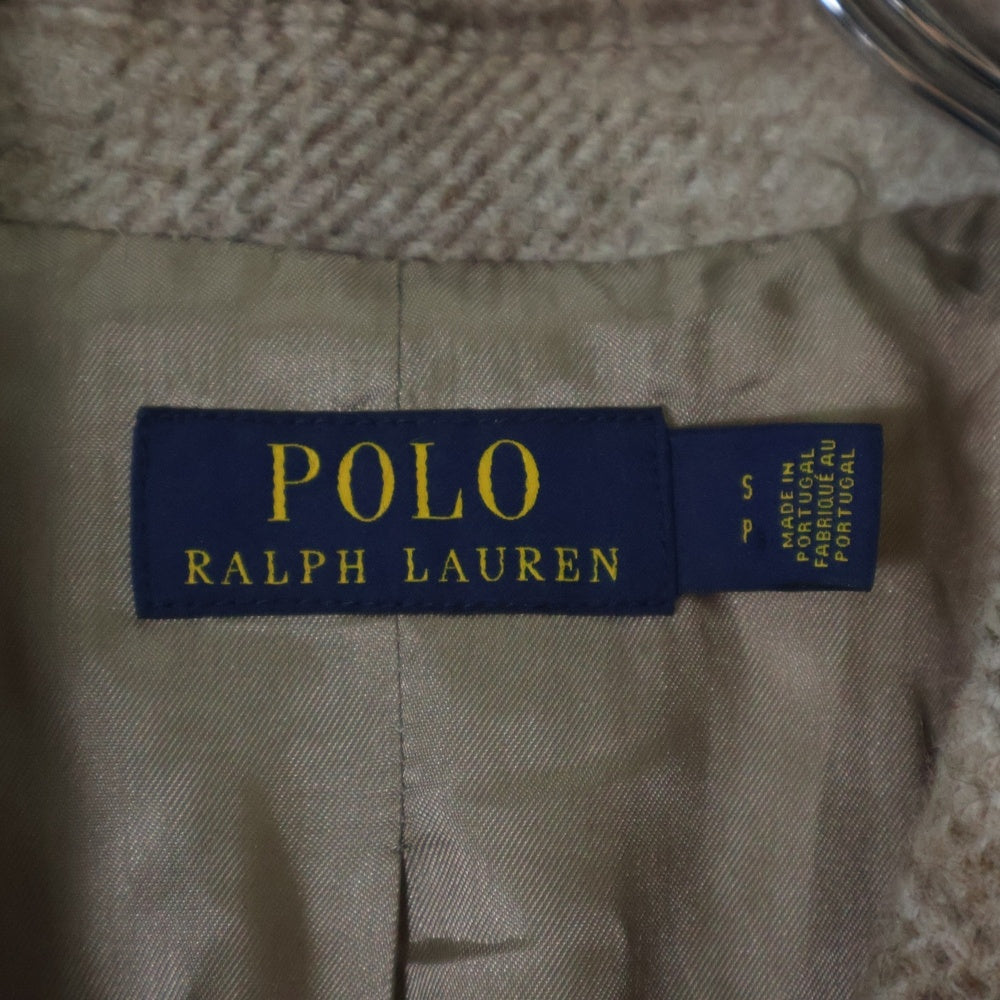 POLO
RALPH LAUREN
S
P
MADE IN
PORTUGAL
FABRIQUÉ AU
PORTUGAL